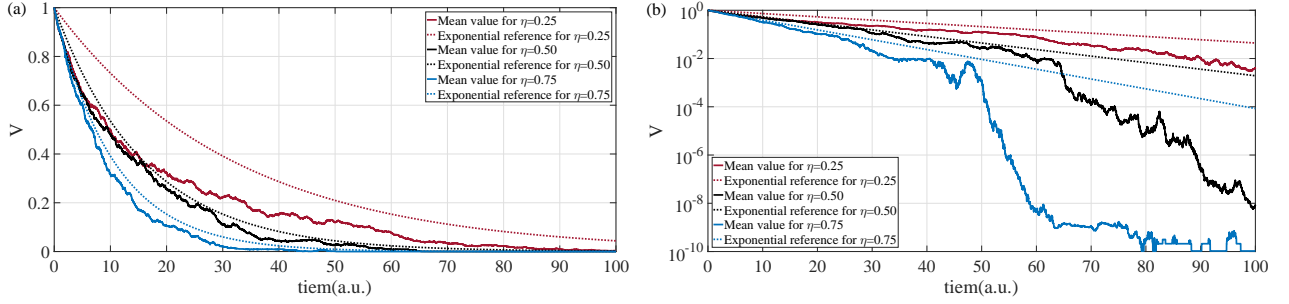 (a)
1
0.8
0.6
0.4
0.2
0
V
0 10 20 30 40 50 60 70 80 90 100
tiem(a.u.)
Mean value for η=0.25
Exponential reference for η=0.25
Mean value for η=0.50
Exponential reference for η=0.50
Mean value for η=0.75
Exponential reference for η=0.75
(b)
10^0
10^-2
10^-4
10^-6
10^-8
10^-10
V
0 10 20 30 40 50 60 70 80 90 100
tiem(a.u.)
Mean value for η=0.25
Exponential reference for η=0.25
Mean value for η=0.50
Exponential reference for η=0.50
Mean value for η=0.75
Exponential reference for η=0.75